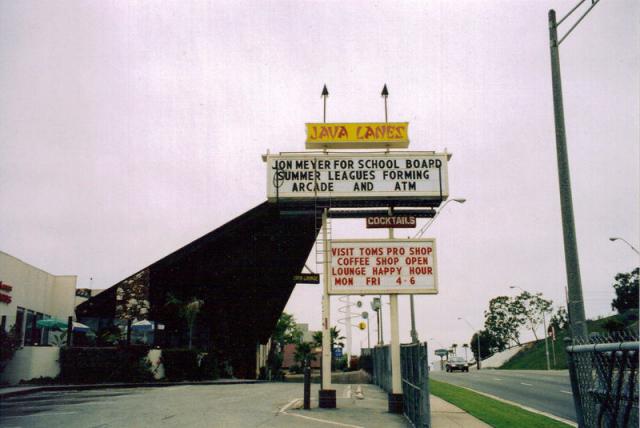 JAVA LANES
JON MEYER FOR SCHOOL BOARD
SUMMER LEAGUES FORMING
ARCADE AND ATM
COCKTAILS
VISIT TOMS PRO SHOP
COFFEE SHOP OPEN
LOUNGE HAPPY HOUR
MON FRI 4-6